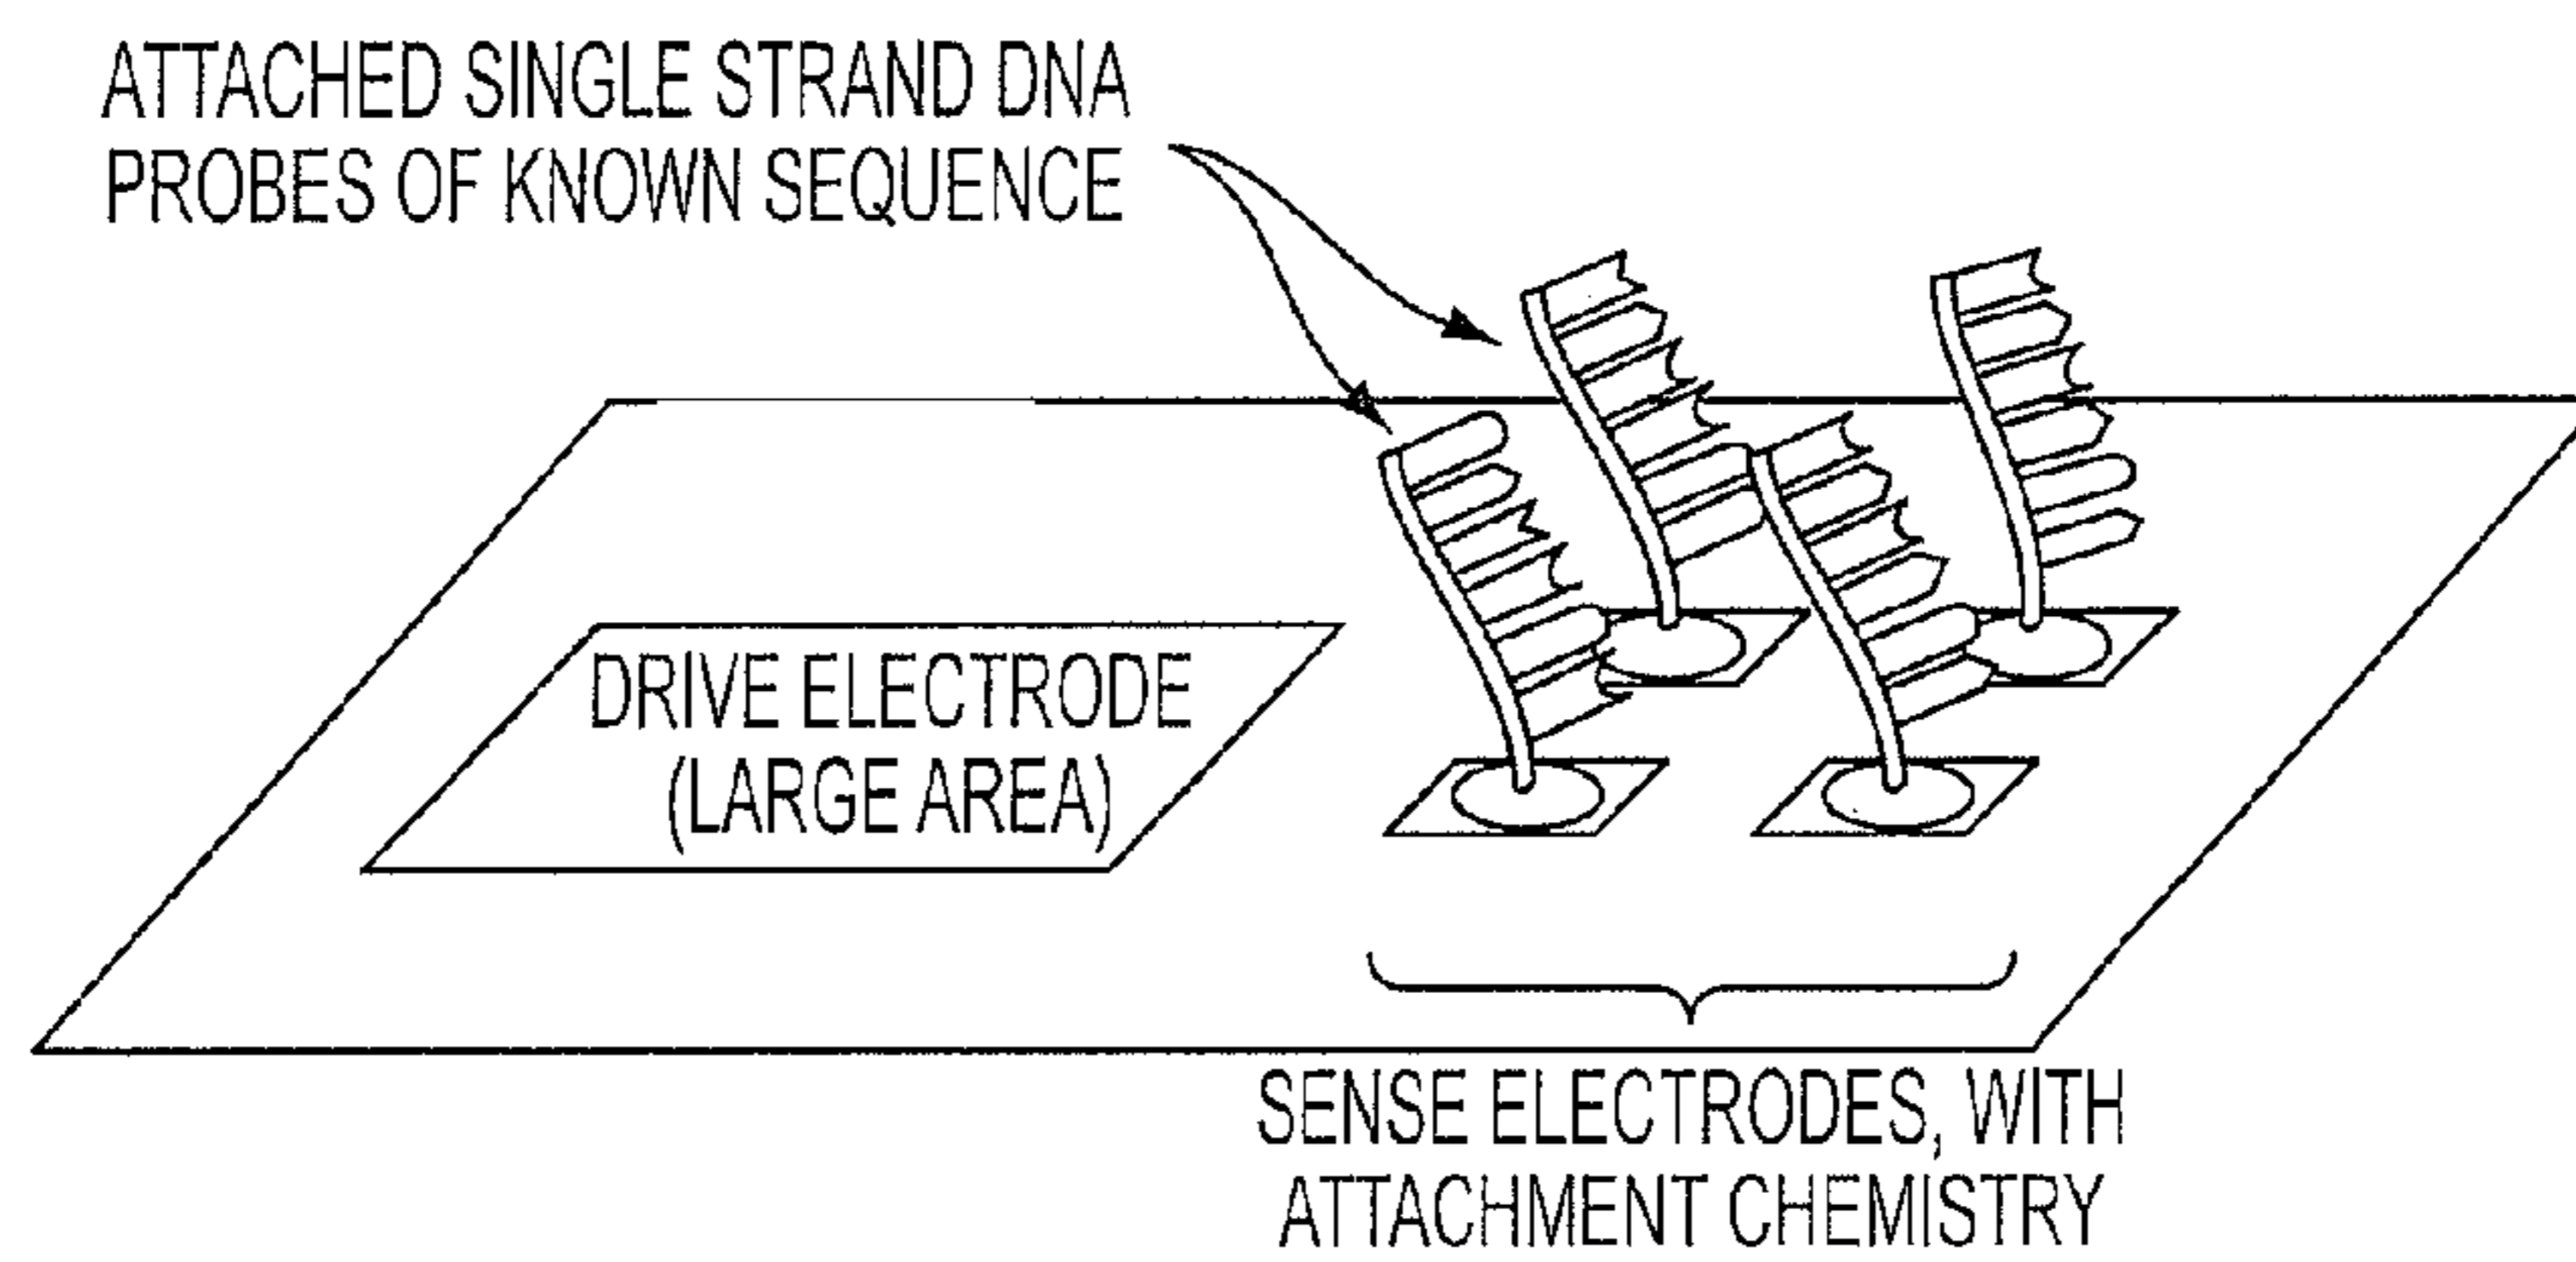 ATTACHED SINGLE STRAND DNA
PROBES OF KNOWN SEQUENCE
DRIVE ELECTRODE
(LARGE AREA)
SENSE ELECTRODES, WITH
ATTACHMENT CHEMISTRY